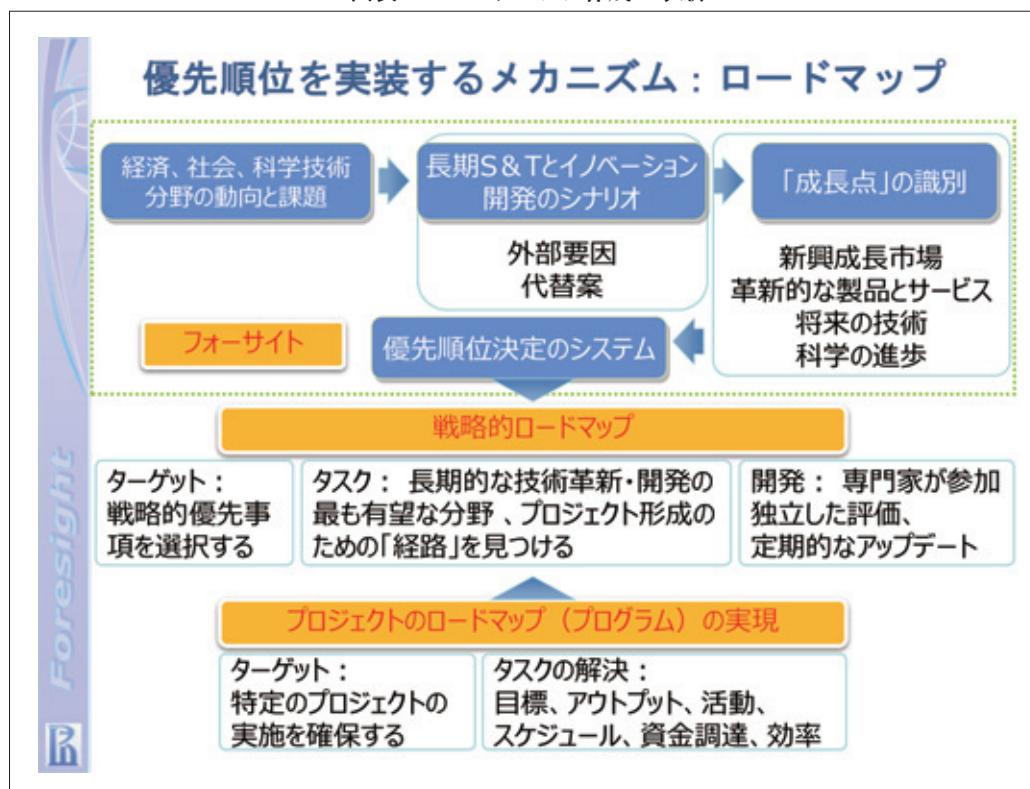 優先順位を実装するメカニズム：ロードマップ
経済、社会、科学技術
分野の動向と課題
長期S＆Tとイノベーション
開発のシナリオ
「成長点」の識別
外部要因
代替案
新興成長市場
革新的な製品とサービス
将来の技術
科学の進歩
フォーサイト
優先順位決定のシステム
戦略的ロードマップ
ターゲット：
戦略的優先事
項を選択する
タスク： 長期的な技術革新・開発の
最も有望な分野 、プロジェクト形成の
ための「経路」を見つける
開発： 専門家が参加
独立した評価、
定期的なアップデート
プロジェクトのロードマップ（プログラム）の実現
ターゲット：
特定のプロジェクトの
実施を確保する
タスクの解決：
目標、アウトプット、活動、
スケジュール、資金調達、効率
Foresight